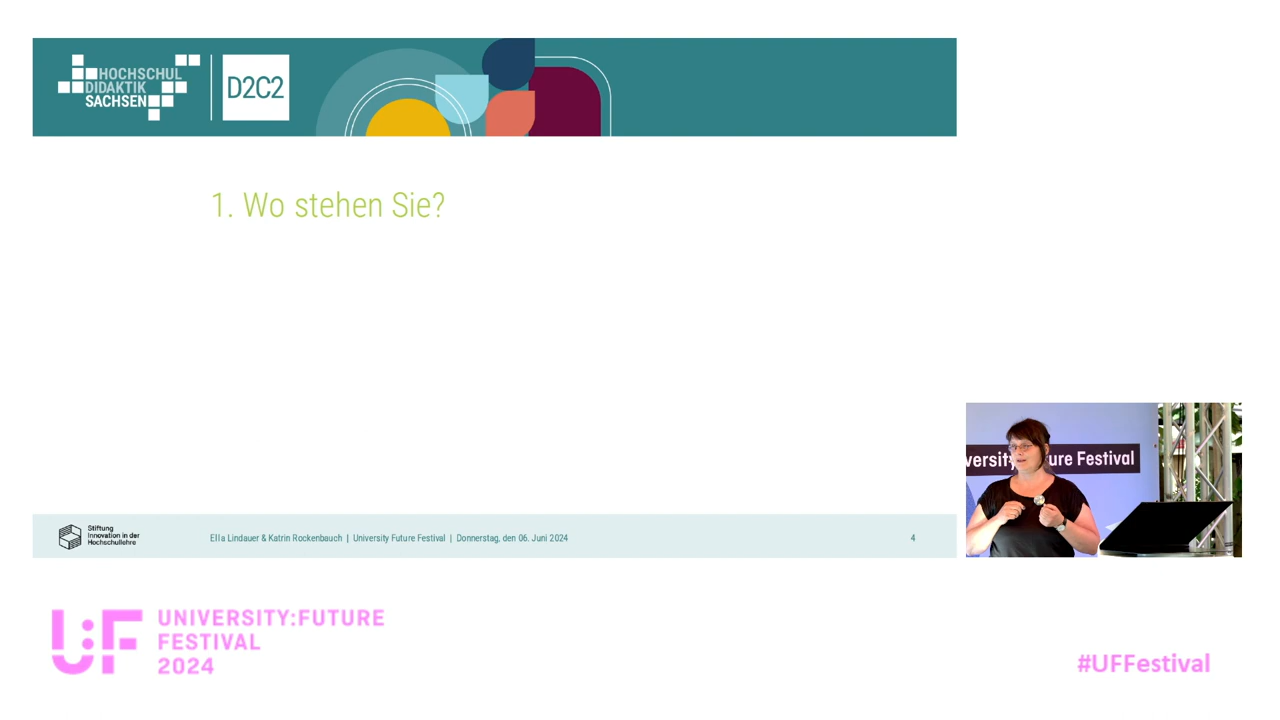 HOCHSCHUL
DIDAKTIK
SACHSEN
D2C2
1. Wo stehen Sie?
versity:Future Festival
Stiftung
Innovation in der
Hochschullehre
Ella Lindauer & Katrin Rockenbauch | University Future Festival | Donnerstag, den 06. Juni 2024
4
U:F
UNIVERSITY:FUTURE
FESTIVAL
2024
#UFFestival